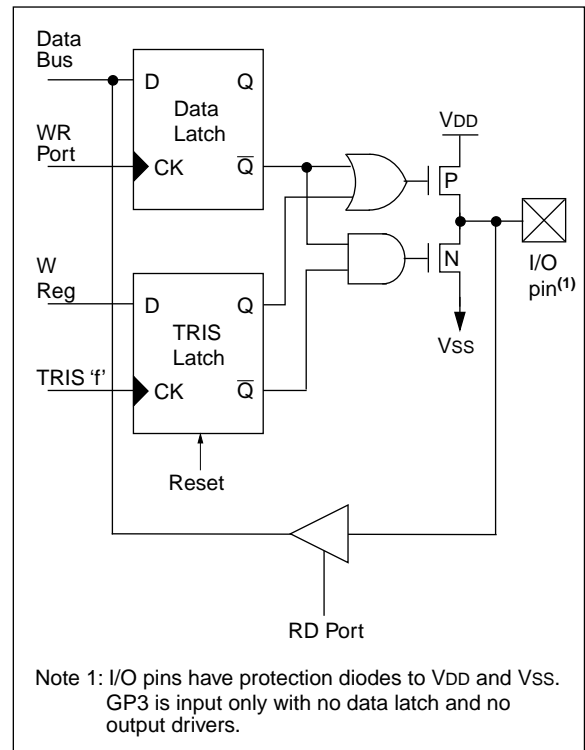 Data
Bus
D
Q
Data
Latch
WR
Port
CK
Q
VDD
P
N
I/O
pin(1)
VSS
W
Reg
D
Q
TRIS
Latch
TRIS ‘f’
CK
Q
Reset
RD Port
Note 1: I/O pins have protection diodes to VDD and VSS.
GP3 is input only with no data latch and no
output drivers.